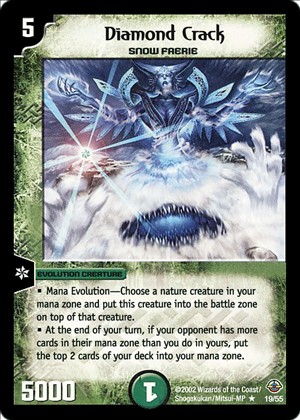 5
Diamond Crack
SNOW FAERIE
EVOLUTION CREATURE
▪ Mana Evolution—Choose a nature creature in your
mana zone and put this creature into the battle zone
on top of that creature.
▪ At the end of your turn, if your opponent has more
cards in their mana zone than you do in yours, put
the top 2 cards of your deck into your mana zone.
5000
1
©2002 Wizards of the Coast/
Shogakukan/Mitsui-MP ★ 19/55